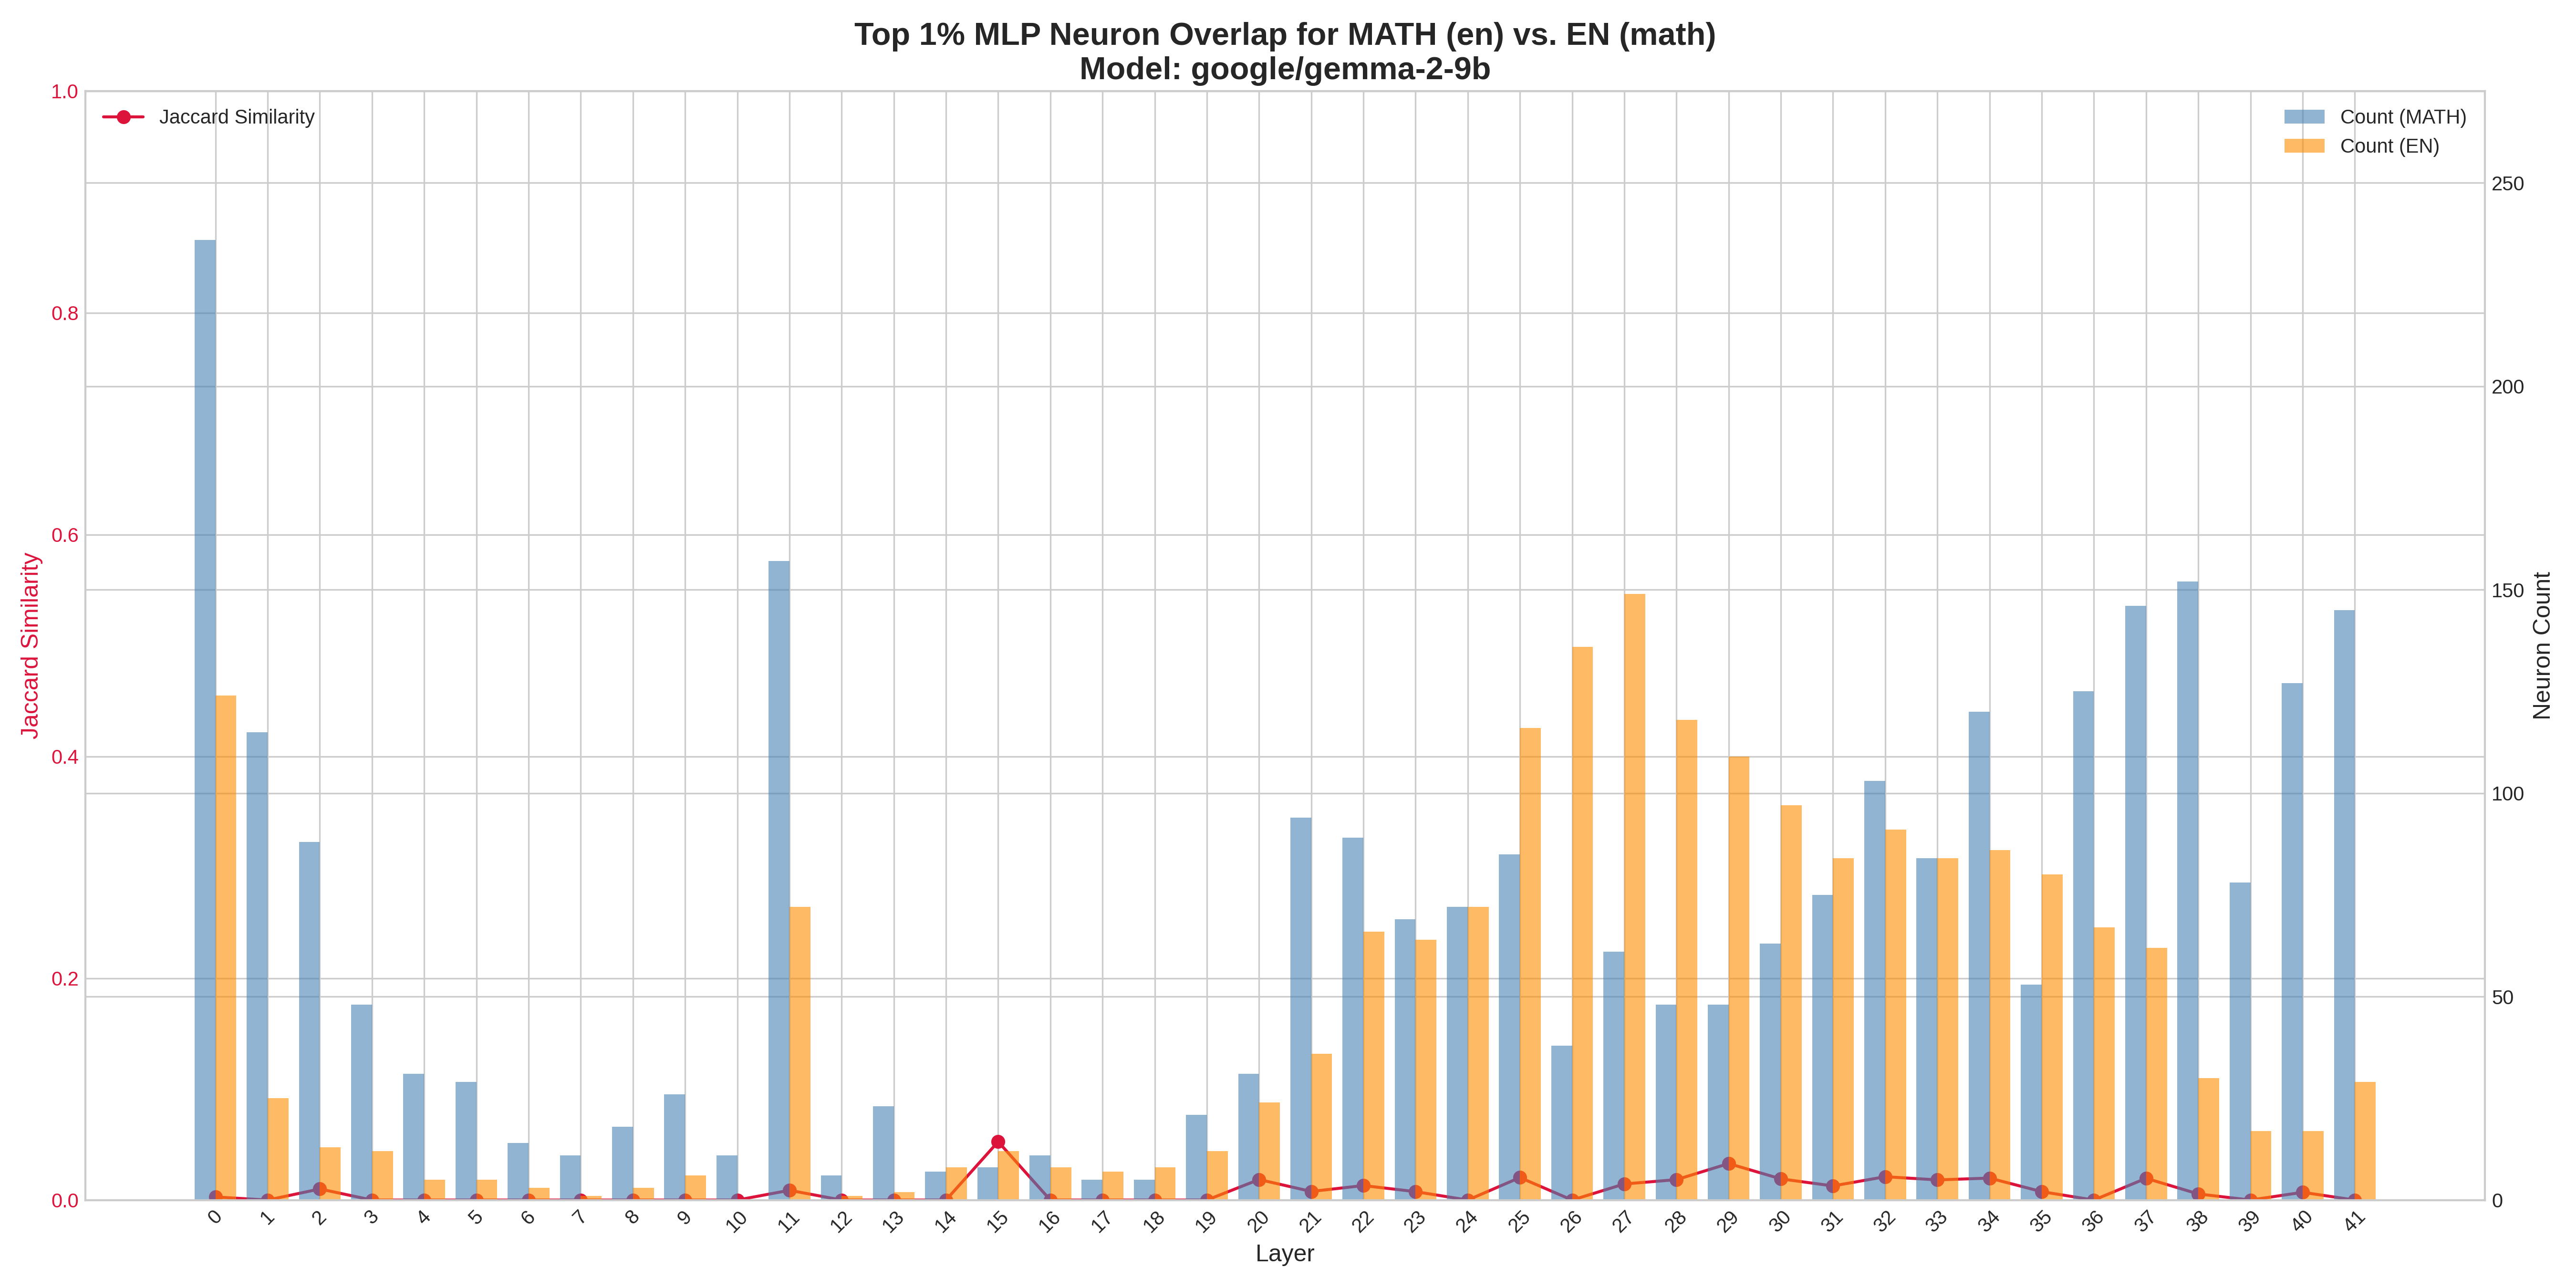 Top 1% MLP Neuron Overlap for MATH (en) vs. EN (math)
Model: google/gemma-2-9b
Jaccard Similarity
Count (MATH)
Count (EN)
1.0
0.8
0.6
0.4
0.2
0.0
Jaccard Similarity
250
200
150
100
50
0
Neuron Count
0 1 2 3 4 5 6 7 8 9 10 11 12 13 14 15 16 17 18 19 20 21 22 23 24 25 26 27 28 29 30 31 32 33 34 35 36 37 38 39 40 41
Layer